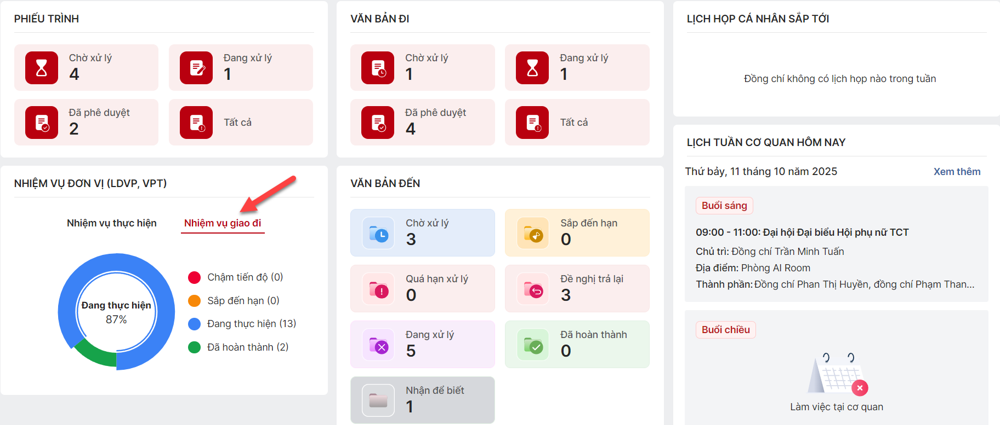 PHIẾU TRÌNH
Chờ xử lý
4
Đang xử lý
1
Đã phê duyệt
2
Tất cả
VĂN BẢN ĐI
Chờ xử lý
1
Đang xử lý
1
Đã phê duyệt
4
Tất cả
LỊCH HỌP CÁ NHÂN SẮP TỚI
Đồng chí không có lịch họp nào trong tuần
NHIỆM VỤ ĐƠN VỊ (LDVP, VPT)
Nhiệm vụ thực hiện
Nhiệm vụ giao đi
Đang thực hiện
87%
Chậm tiến độ (0)
Sắp đến hạn (0)
Đang thực hiện (13)
Đã hoàn thành (2)
VĂN BẢN ĐẾN
Chờ xử lý
3
Sắp đến hạn
0
Quá hạn xử lý
0
Đề nghị trả lại
3
Đang xử lý
5
Đã hoàn thành
0
Nhận để biết
1
LỊCH TUẦN CƠ QUAN HÔM NAY
Thứ bảy, 11 tháng 10 năm 2025
Xem thêm
Buổi sáng
09:00 - 11:00: Đại hội Đại biểu Hội phụ nữ TCT
Chủ trì: Đồng chí Trần Minh Tuấn
Địa điểm: Phòng AI Room
Thành phần: Đồng chí Phan Thị Huyền, đồng chí Phạm Than...
Buổi chiều
Làm việc tại cơ quan